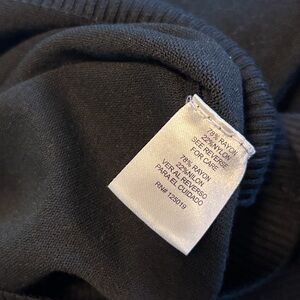 78% RAYON
22% NYLON
SEE REVERSE
FOR CARE
78% RAYON
22% NILON
VER AL REVERSO
PARA EL CUIDADO
RN# 125019